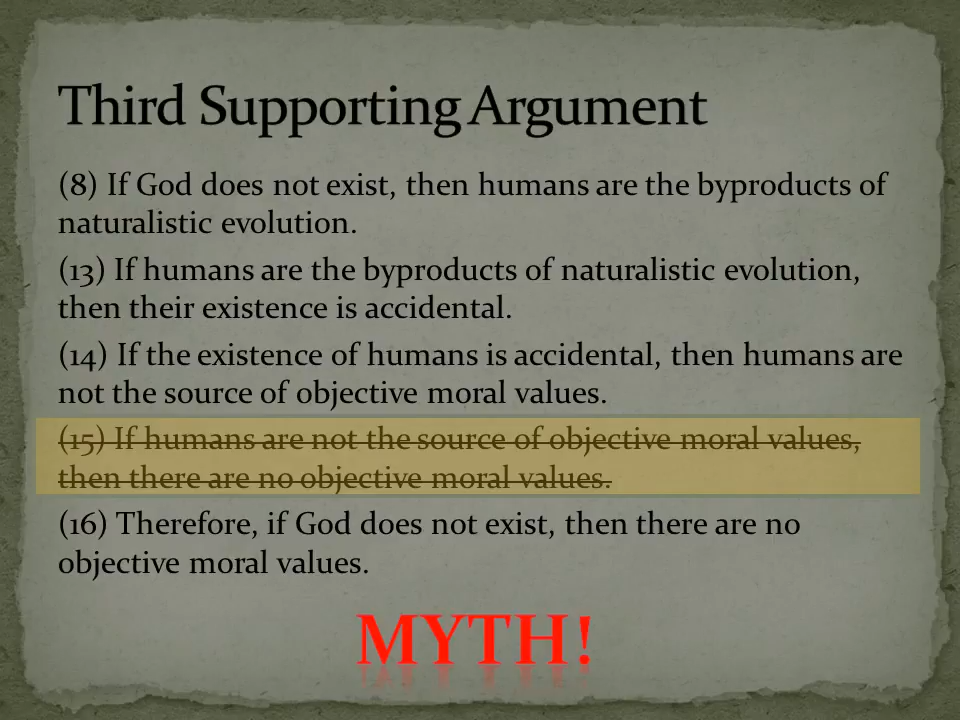 Third Supporting Argument
(8) If God does not exist, then humans are the byproducts of
naturalistic evolution.
(13) If humans are the byproducts of naturalistic evolution,
then their existence is accidental.
(14) If the existence of humans is accidental, then humans are
not the source of objective moral values.
(15) If humans are not the source of objective moral values,
then there are no objective moral values.
(16) Therefore, if God does not exist, then there are no
objective moral values.
MYTH!